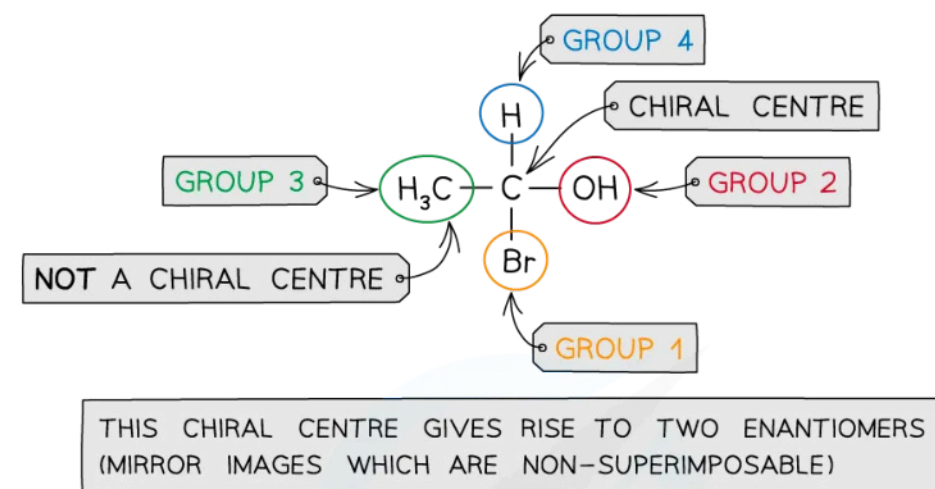 GROUP 4
H
CHIRAL CENTRE
GROUP 3
H₃C C OH
GROUP 2
NOT A CHIRAL CENTRE
Br
GROUP 1
THIS CHIRAL CENTRE GIVES RISE TO TWO ENANTIOMERS
(MIRROR IMAGES WHICH ARE NON-SUPERIMPOSABLE)